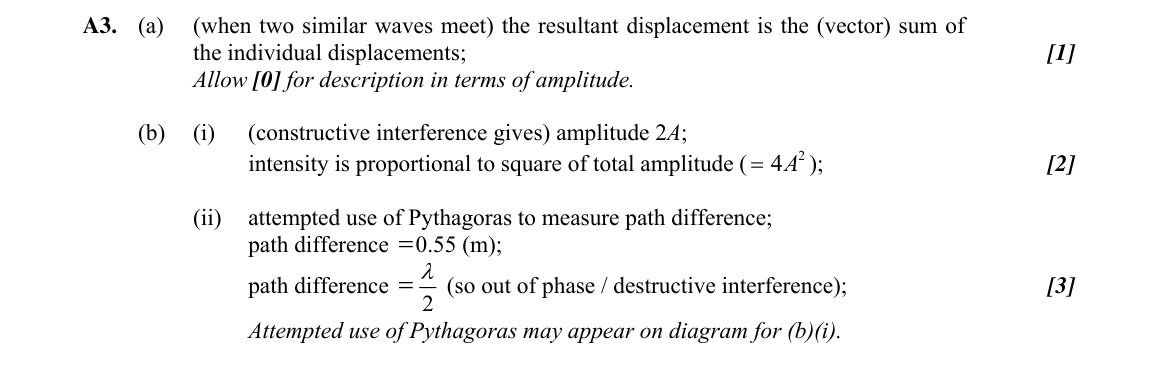 A3. (a) (when two similar waves meet) the resultant displacement is the (vector) sum of
the individual displacements; [1]
Allow [0] for description in terms of amplitude.
(b) (i) (constructive interference gives) amplitude 2A;
intensity is proportional to square of total amplitude (= 4A²); [2]
(ii) attempted use of Pythagoras to measure path difference;
path difference =0.55 (m);
path difference = λ/2 (so out of phase / destructive interference); [3]
Attempted use of Pythagoras may appear on diagram for (b)(i).